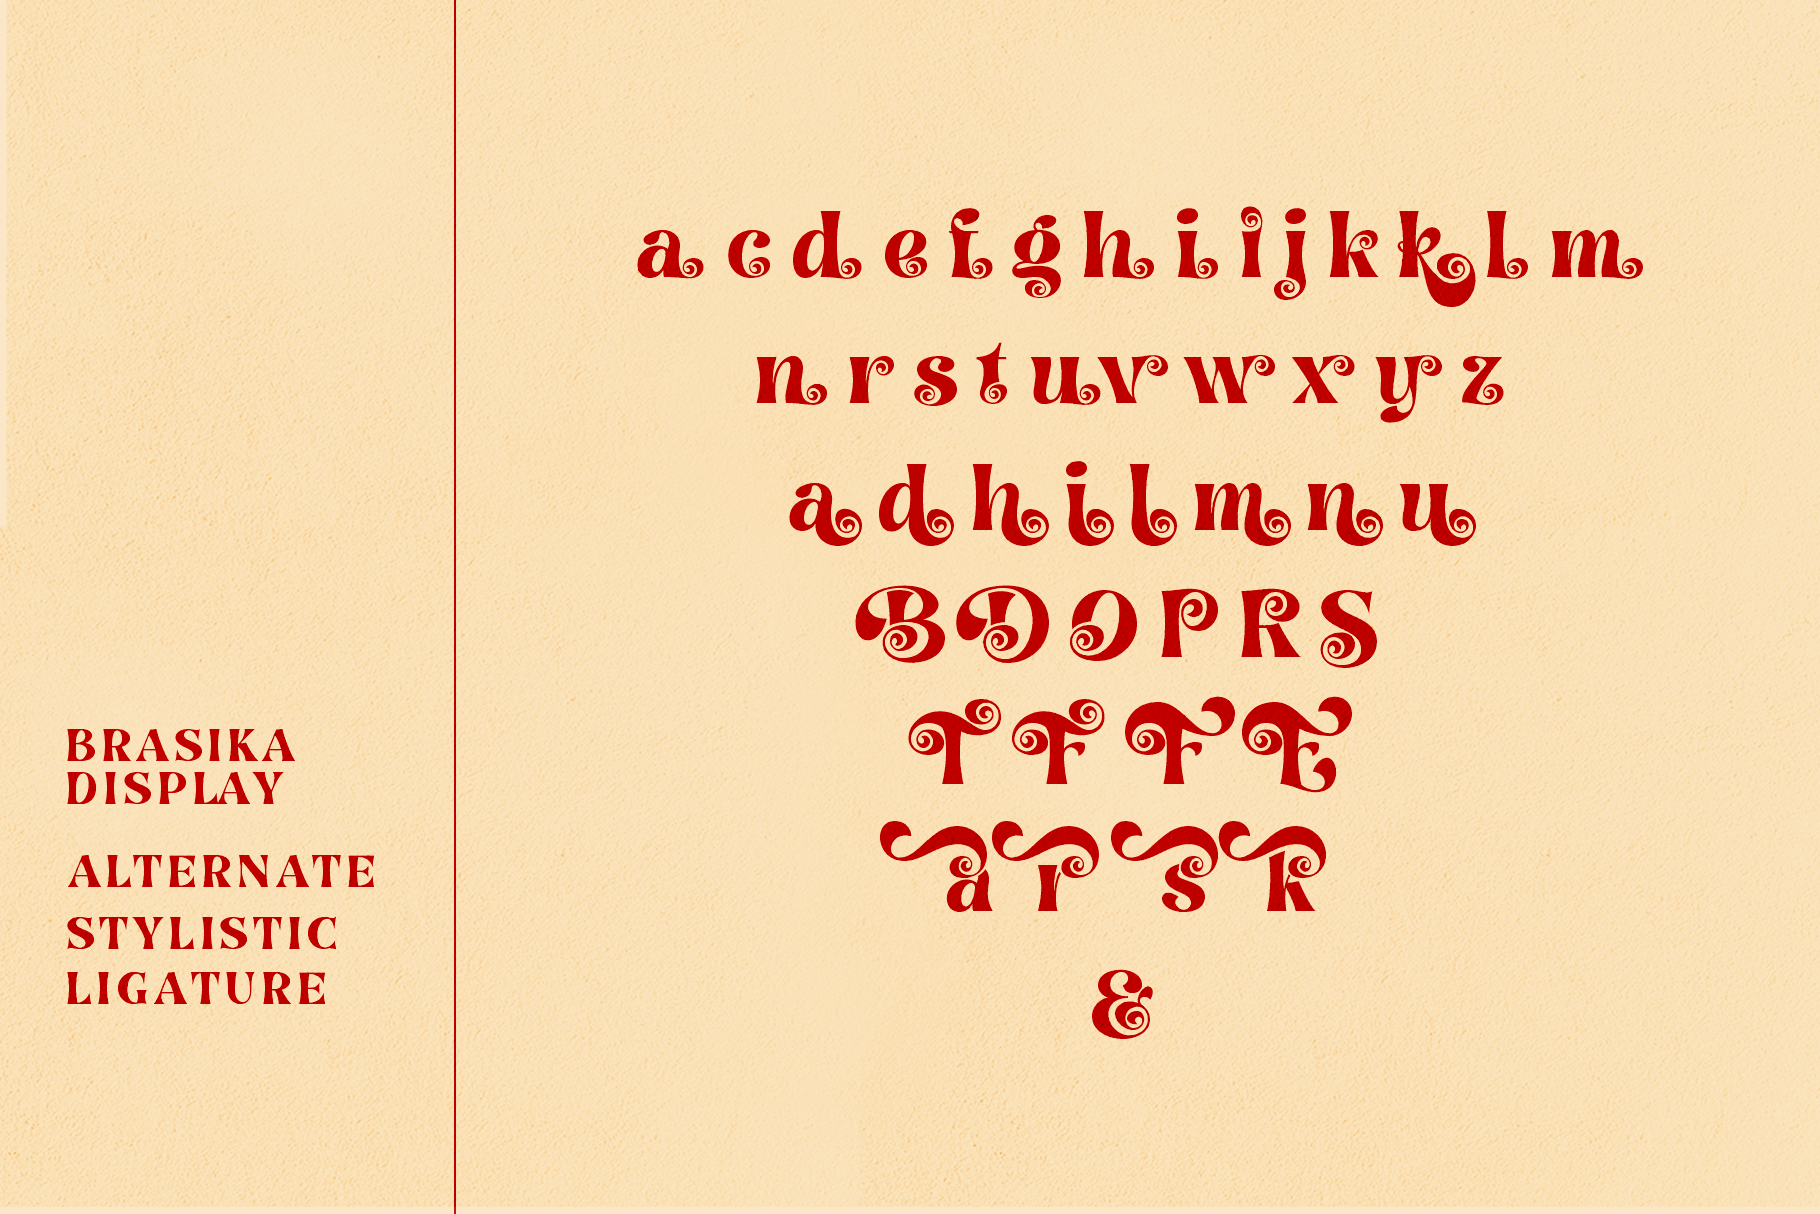 BRASIKA
DISPLAY
ALTERNATE
STYLISTIC
LIGATURE
a c d e f g h i i j k k l m
n r s t u v w x y z
a d h i l m n u
B D O P R S
T F F E
a r s k
&